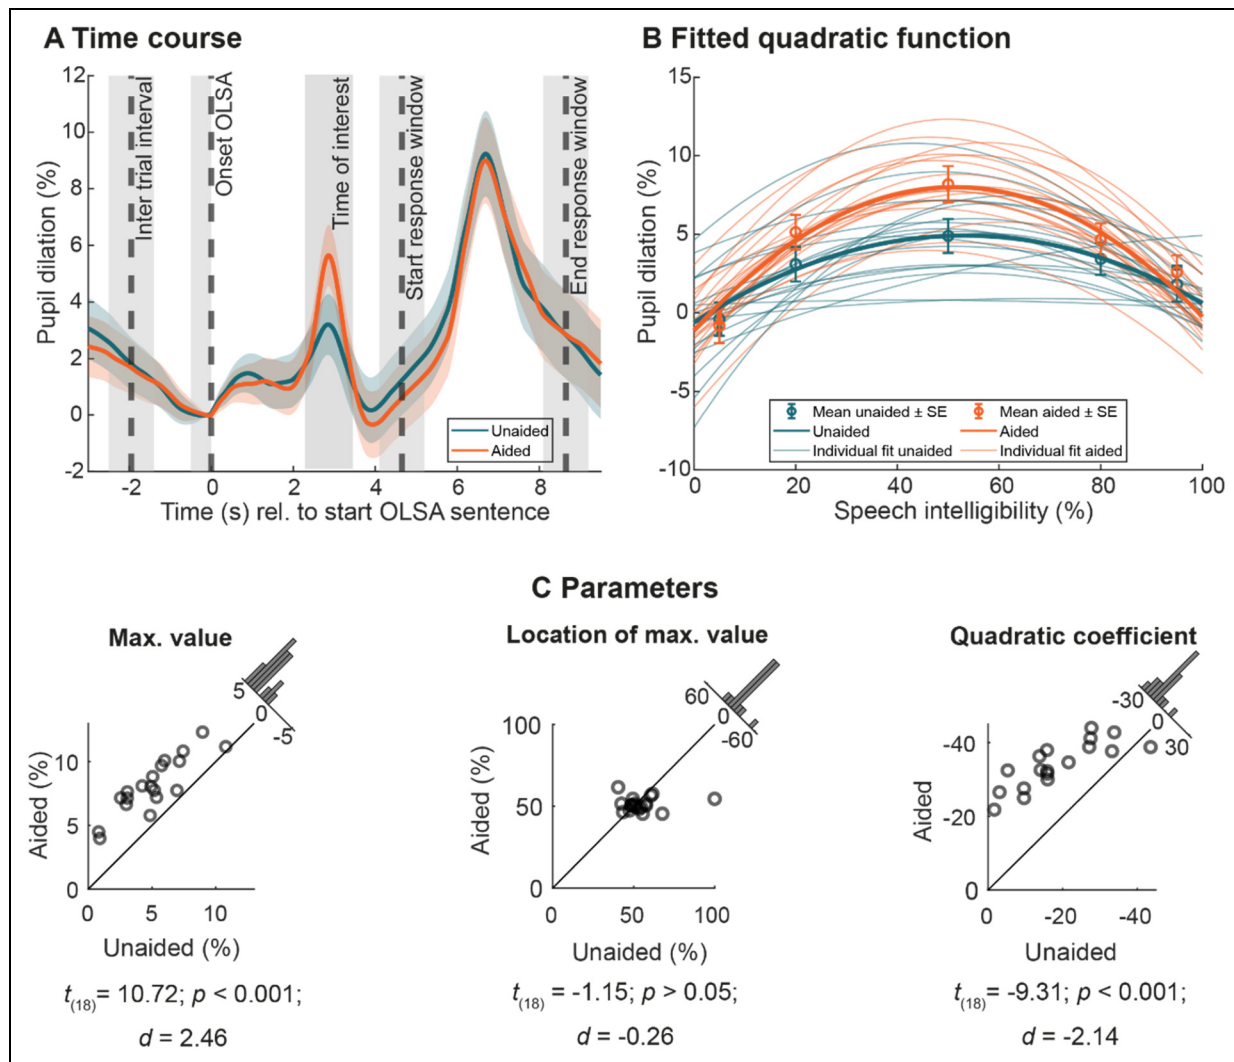 A Time course
12
10
8
6
4
2
0
-2
Pupil dilation (%)
Inter trial interval
Onset OLSA
Time of interest
Start response window
End response window
Unaided
Aided
-2 0 2 4 6 8
Time (s) rel. to start OLSA sentence
B Fitted quadratic function
15
10
5
0
-5
-10
Pupil dilation (%)
Mean unaided ± SE Mean aided ± SE
Unaided Aided
Individual fit unaided Individual fit aided
0 20 40 60 80 100
Speech intelligibility (%)
C Parameters
Max. value
5
0
-5
10
5
0
Aided (%)
0 5 10
Unaided (%)
t(18)= 10.72; p < 0.001;
d = 2.46
Location of max. value
60
0
-60
100
50
0
Aided (%)
0 50 100
Unaided (%)
t(18)= -1.15; p > 0.05;
d = -0.26
Quadratic coefficient
-30
0
30
-40
-20
0
Aided
0 -20 -40
Unaided
t(18)= -9.31; p < 0.001;
d = -2.14